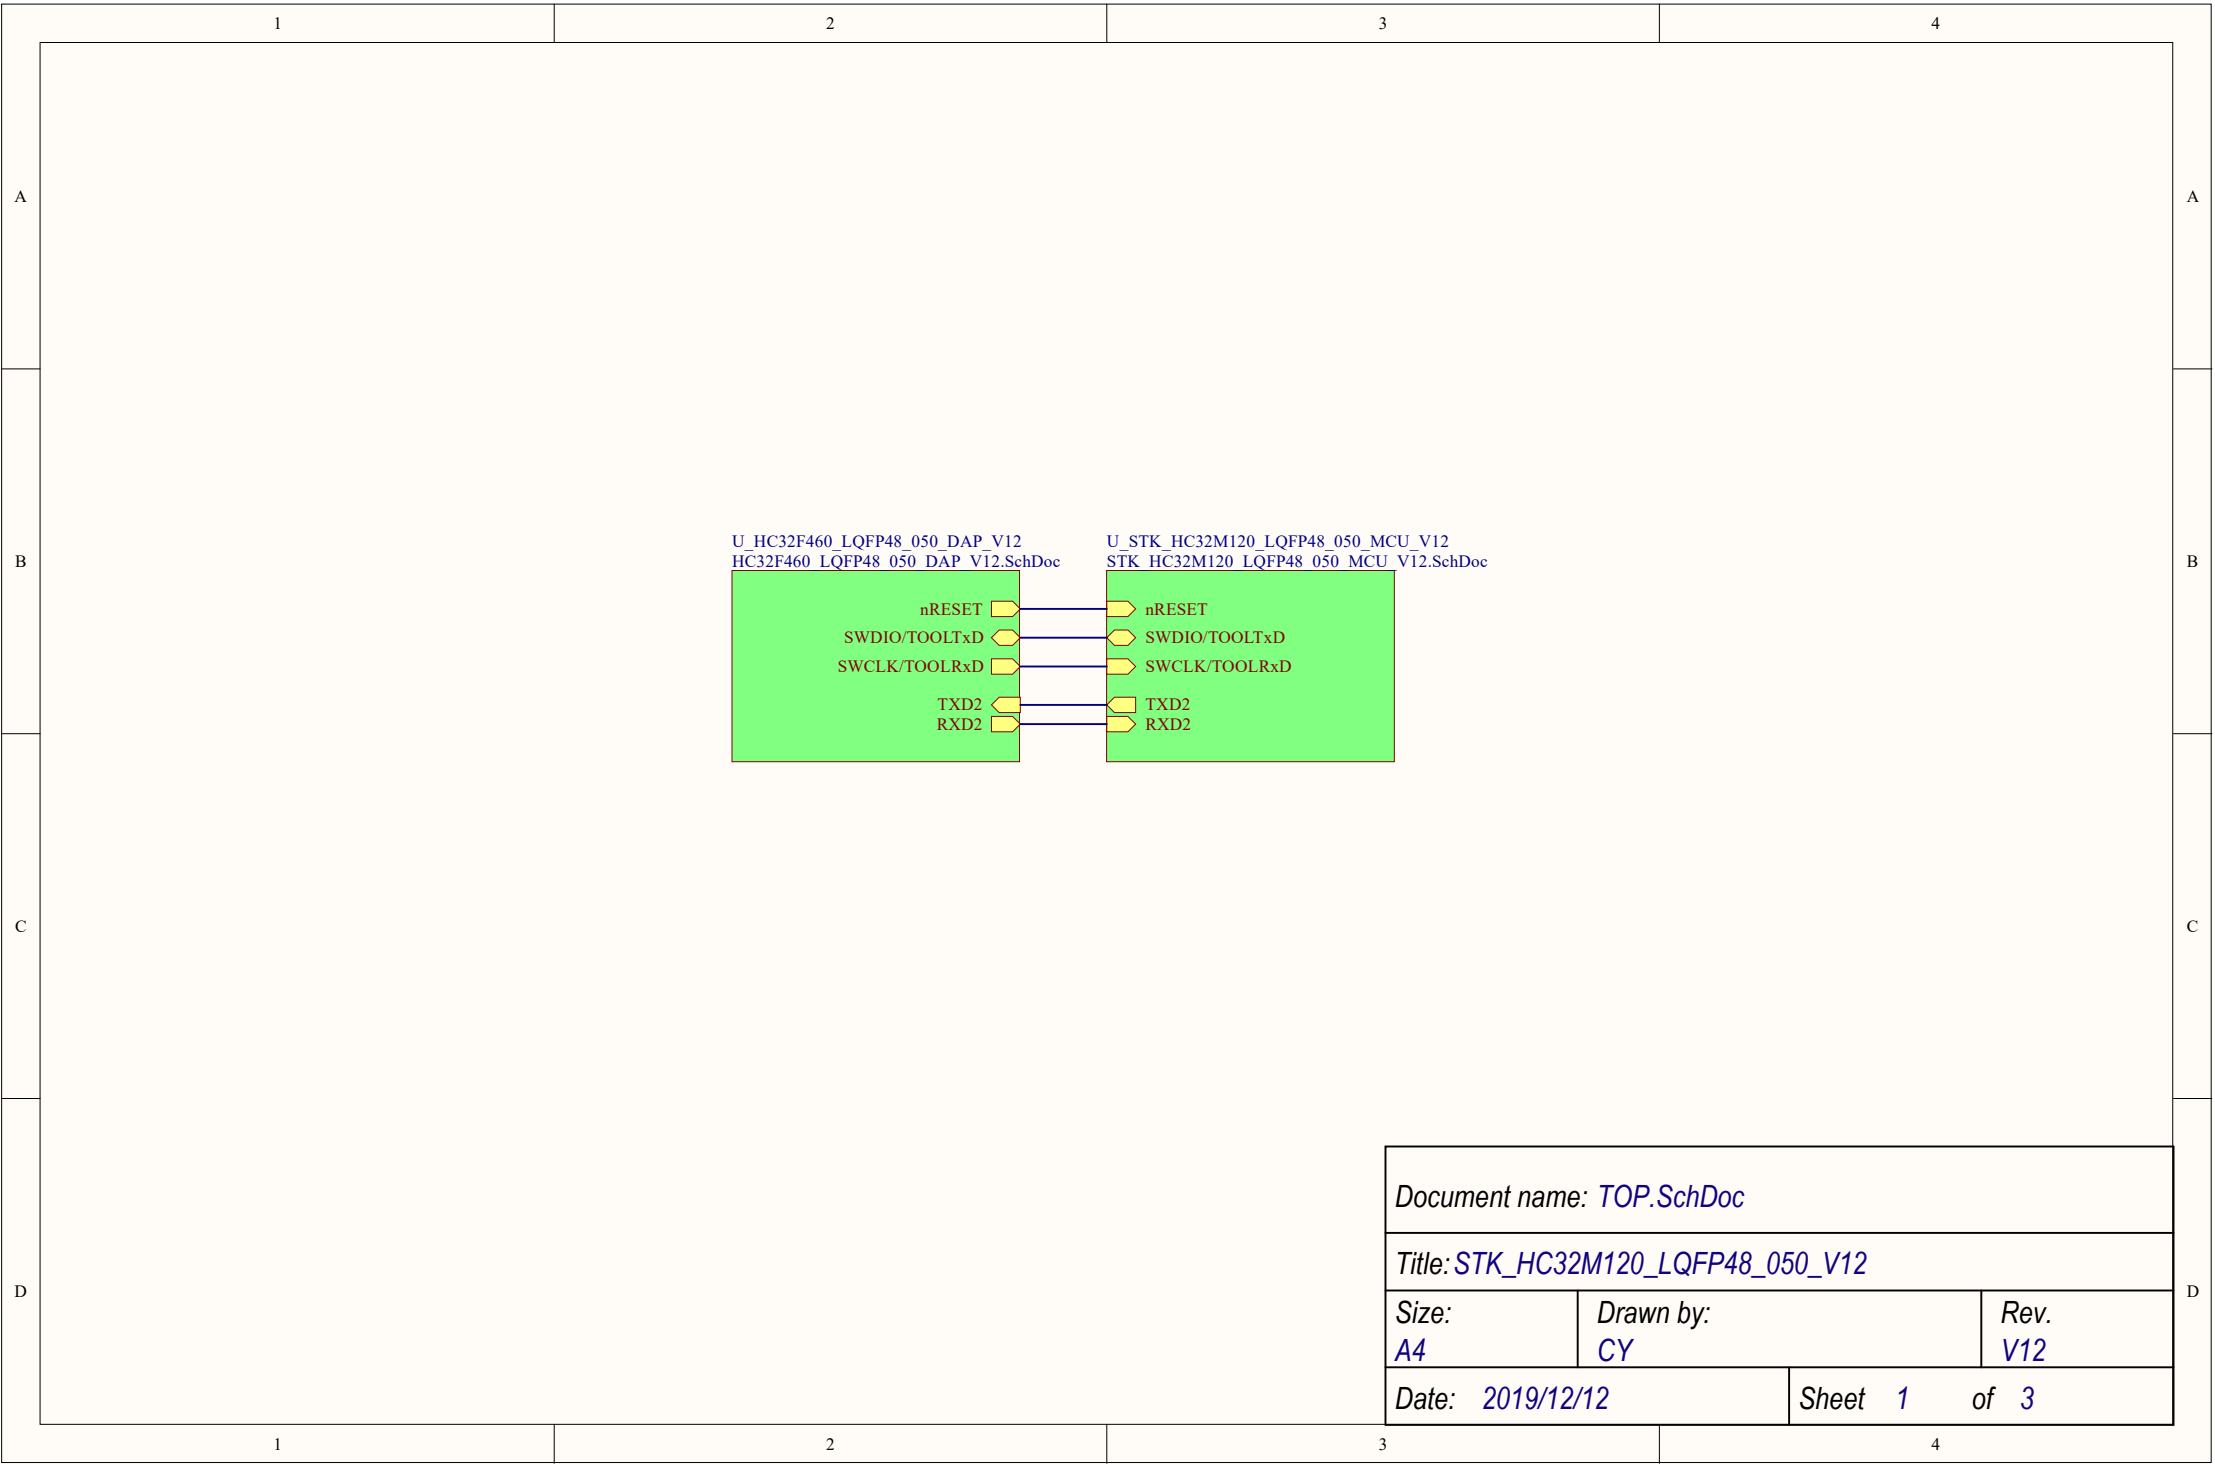 1 2 3 4
A A
U_HC32F460_LQFP48_050_DAP_V12 U_STK_HC32M120_LQFP48_050_MCU_V12
B HC32F460_LQFP48_050_DAP_V12.SchDoc STK_HC32M120_LQFP48_050_MCU_V12.SchDoc B
nRESET nRESET
SWDIO/TOOLTxD SWDIO/TOOLTxD
SWCLK/TOOLRxD SWCLK/TOOLRxD
TXD2 TXD2
RXD2 RXD2
C C
Document name: TOP.SchDoc
Title: STK_HC32M120_LQFP48_050_V12
D D
Size: Drawn by: Rev.
A4 CY V12
Date: 2019/12/12 Sheet 1 of 3
1 2 3 4